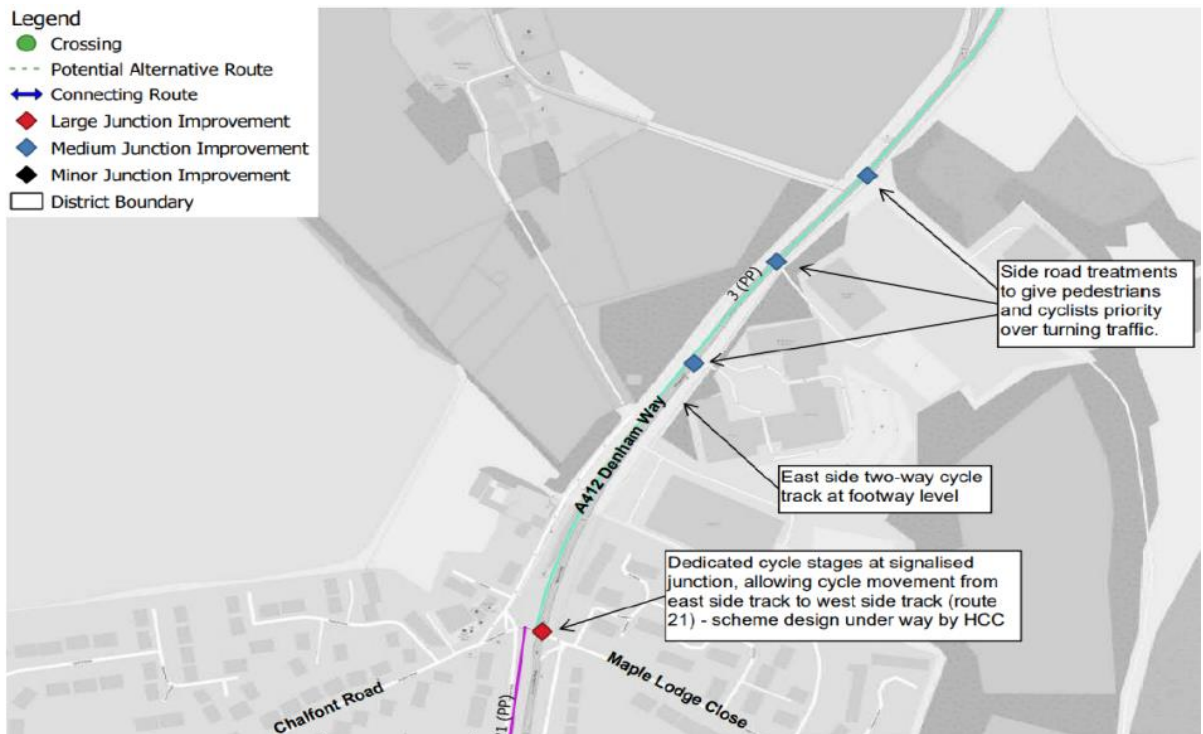 Legend
Crossing
Potential Alternative Route
Connecting Route
Large Junction Improvement
Medium Junction Improvement
Minor Junction Improvement
District Boundary
Side road treatments
to give pedestrians
and cyclists priority
over turning traffic.
3 (PP)
A412 Denham Way
East side two-way cycle
track at footway level
Dedicated cycle stages at signalised
junction, allowing cycle movement from
east side track to west side track (route
21) - scheme design under way by HCC
Maple Lodge Close
Chalfont Road
1 (PP)